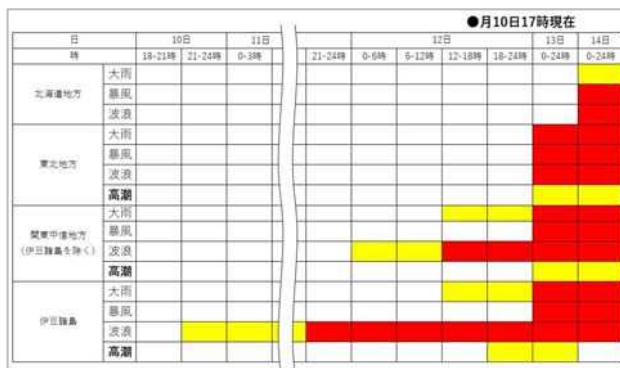 ●月10日17時現在
日 10日 11日 12日 13日 14日
時 18-21時 21-24時 0-3時 21-24時 0-6時 6-12時 12-18時 18-24時 0-24時 0-24時
北海道地方
大雨
暴風
波浪
東北地方
大雨
暴風
波浪
高潮
関東甲信地方
(伊豆諸島を除く)
大雨
暴風
波浪
高潮
伊豆諸島
大雨
暴風
波浪
高潮